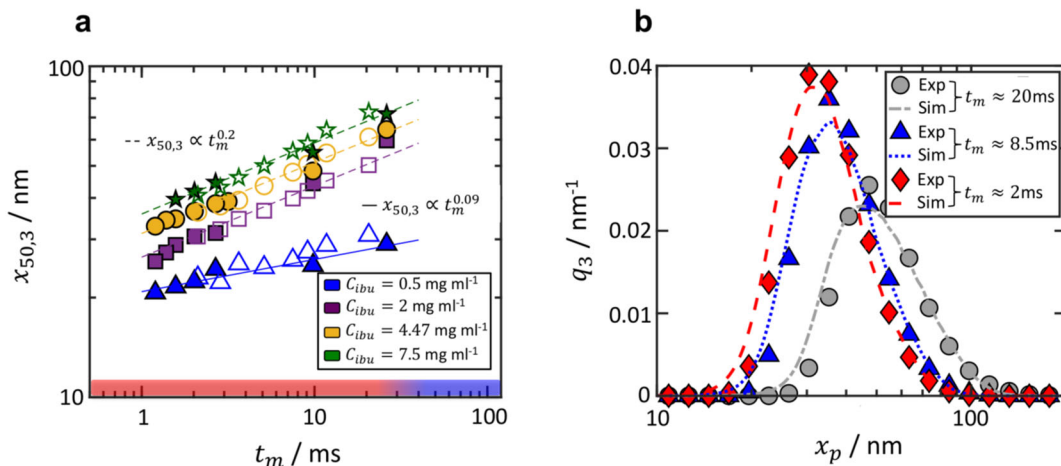 a
b
100
10
x50,3 / nm
-- x50,3 ∝ tm^0.2
— x50,3 ∝ tm^0.09
Cibu = 0.5 mg ml-1
Cibu = 2 mg ml-1
Cibu = 4.47 mg ml-1
Cibu = 7.5 mg ml-1
1 10 100
tm / ms
0.04
0.03
0.02
0.01
0
q3 / nm-1
Exp
Sim
tm ≈ 20ms
Exp
Sim
tm ≈ 8.5ms
Exp
Sim
tm ≈ 2ms
10 100
xp / nm